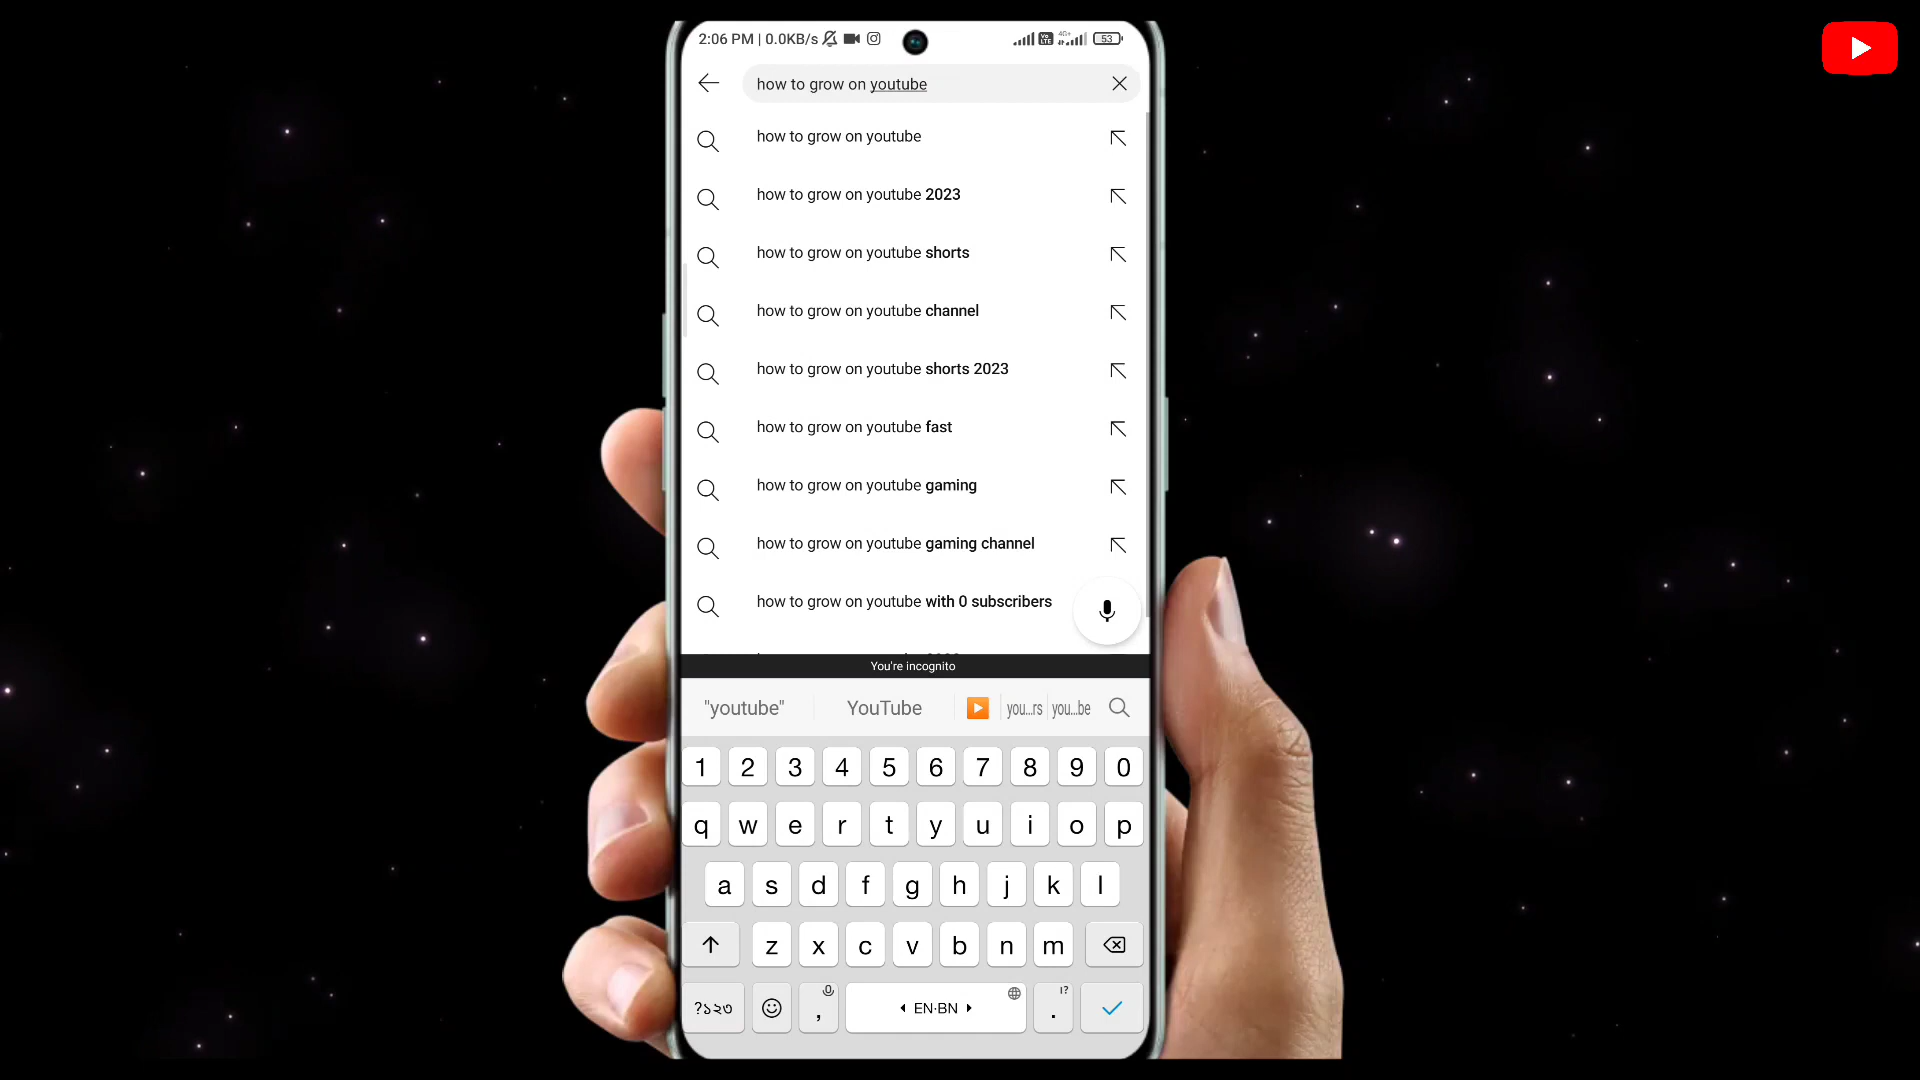 2:06 PM | 0.0KB/s
Vo LTE
4G+
53
how to grow on youtube
how to grow on youtube
how to grow on youtube 2023
how to grow on youtube shorts
how to grow on youtube channel
how to grow on youtube shorts 2023
how to grow on youtube fast
how to grow on youtube gaming
how to grow on youtube gaming channel
how to grow on youtube with 0 subscribers
You're incognito
"youtube" YouTube you...rs you...be
1 2 3 4 5 6 7 8 9 0
q w e r t y u i o p
a s d f g h j k l
z x c v b n m
?১২৩ , EN·BN . !?